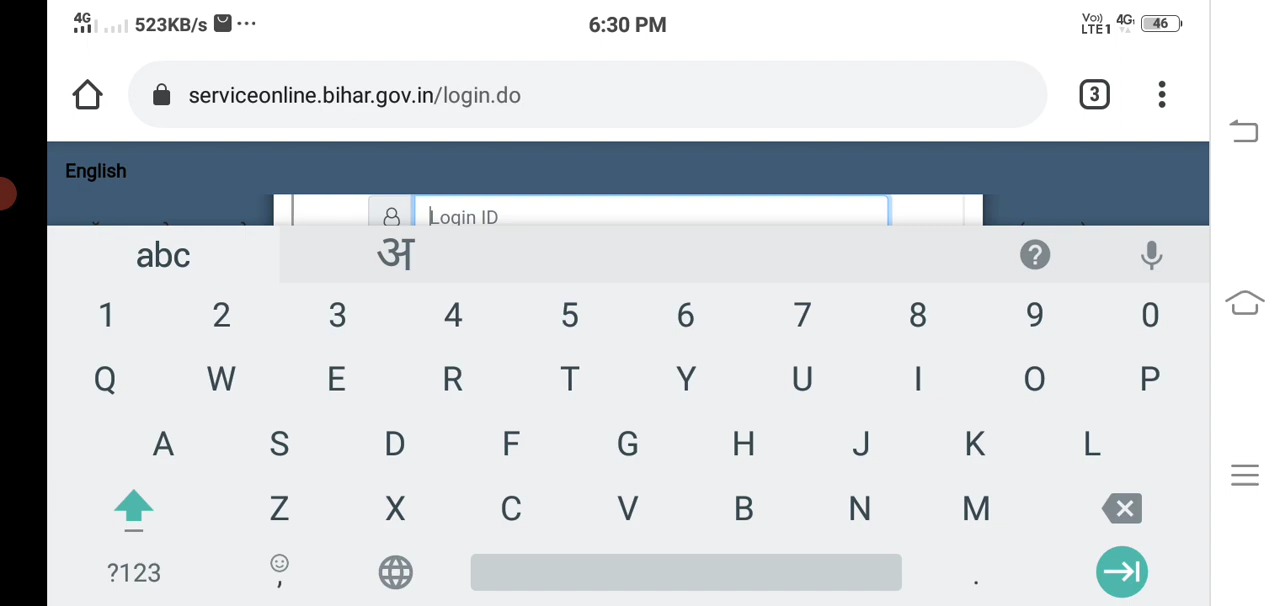 4G 523KB/s ... 6:30 PM Vo) LTE1 4G 46
serviceonline.bihar.gov.in/login.do 3
English
Login ID
abc अ ?
1 2 3 4 5 6 7 8 9 0
Q W E R T Y U I O P
A S D F G H J K L
Z X C V B N M
?123 , .